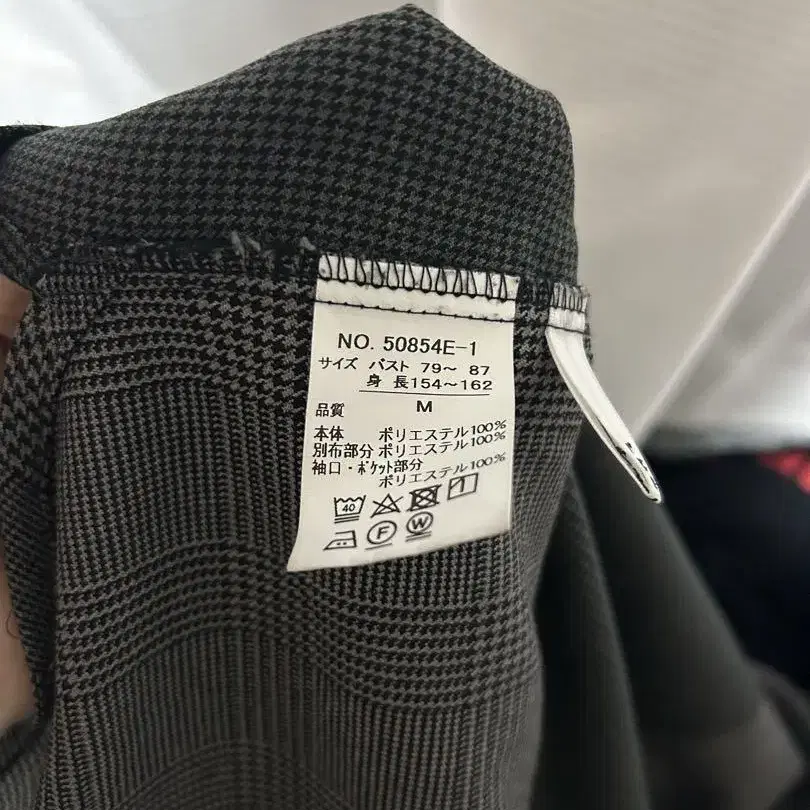 NO. 50854E-1
サイズ バスト 79～ 87
身 長154～162
品質 M
本体 ポリエステル100%
別布部分 ポリエステル100%
袖口・ポケット部分
ポリエステル100%
40 1
F W